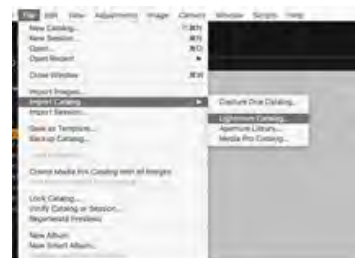 File Edit View Adjustments Image Camera Window Scripts Help
New Catalog...
New Session...
Open...
Open Recent
Close Window
Import Images...
Import Catalog
Import Session...
Save as Template...
Backup Catalog...
Create Media Pro Catalog with all Images
Lock Catalog...
Verify Catalog or Session...
Regenerate Previews
New Album
New Smart Album...
Capture One Catalog...
Lightroom Catalog...
Aperture Library...
Media Pro Catalog...